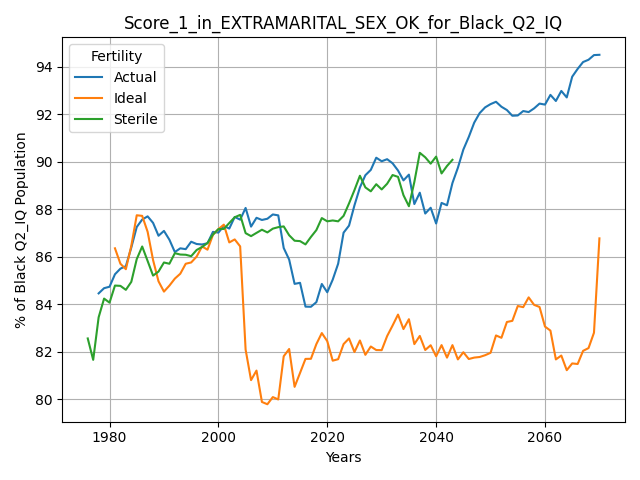 Score_1_in_EXTRAMARITAL_SEX_OK_for_Black_Q2_IQ
Fertility
Actual
Ideal
Sterile
% of Black Q2_IQ Population
94
92
90
88
86
84
82
80
1980
2000
2020
2040
2060
Years